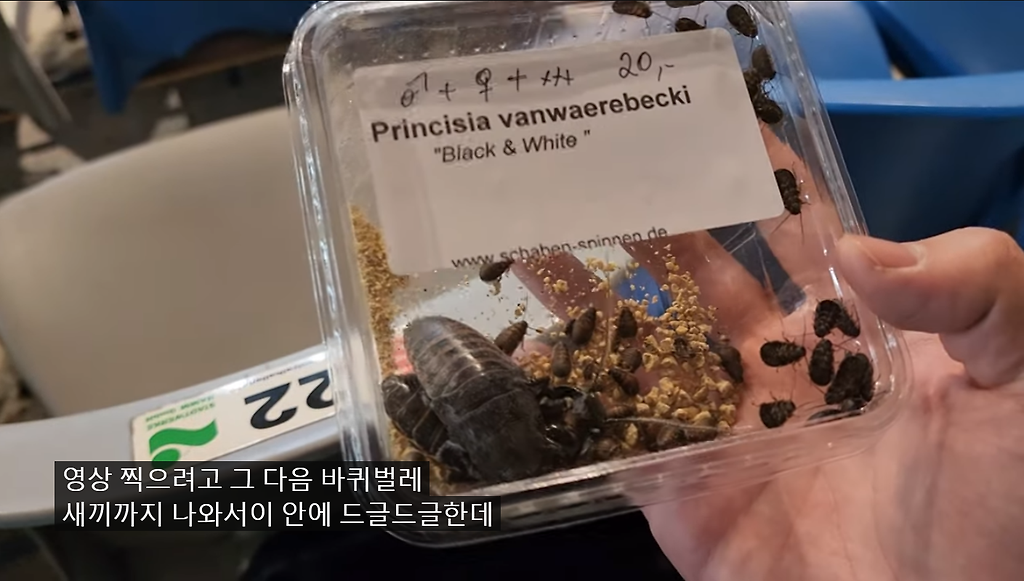 ♂ + ♀ + xx 20,-
Princisia vanwaerebecki
"Black & White"
www.schaben-spinnen.de
22
영상 찍으려고 그 다음 바퀴벌레
새끼까지 나와서이 안에 드글드글한데